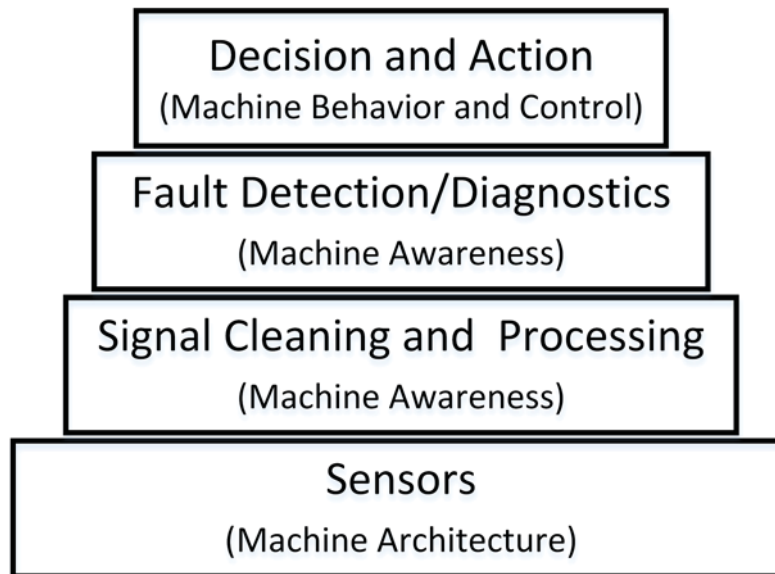 Decision and Action
(Machine Behavior and Control)
Fault Detection/Diagnostics
(Machine Awareness)
Signal Cleaning and  Processing
(Machine Awareness)
Sensors
(Machine Architecture)